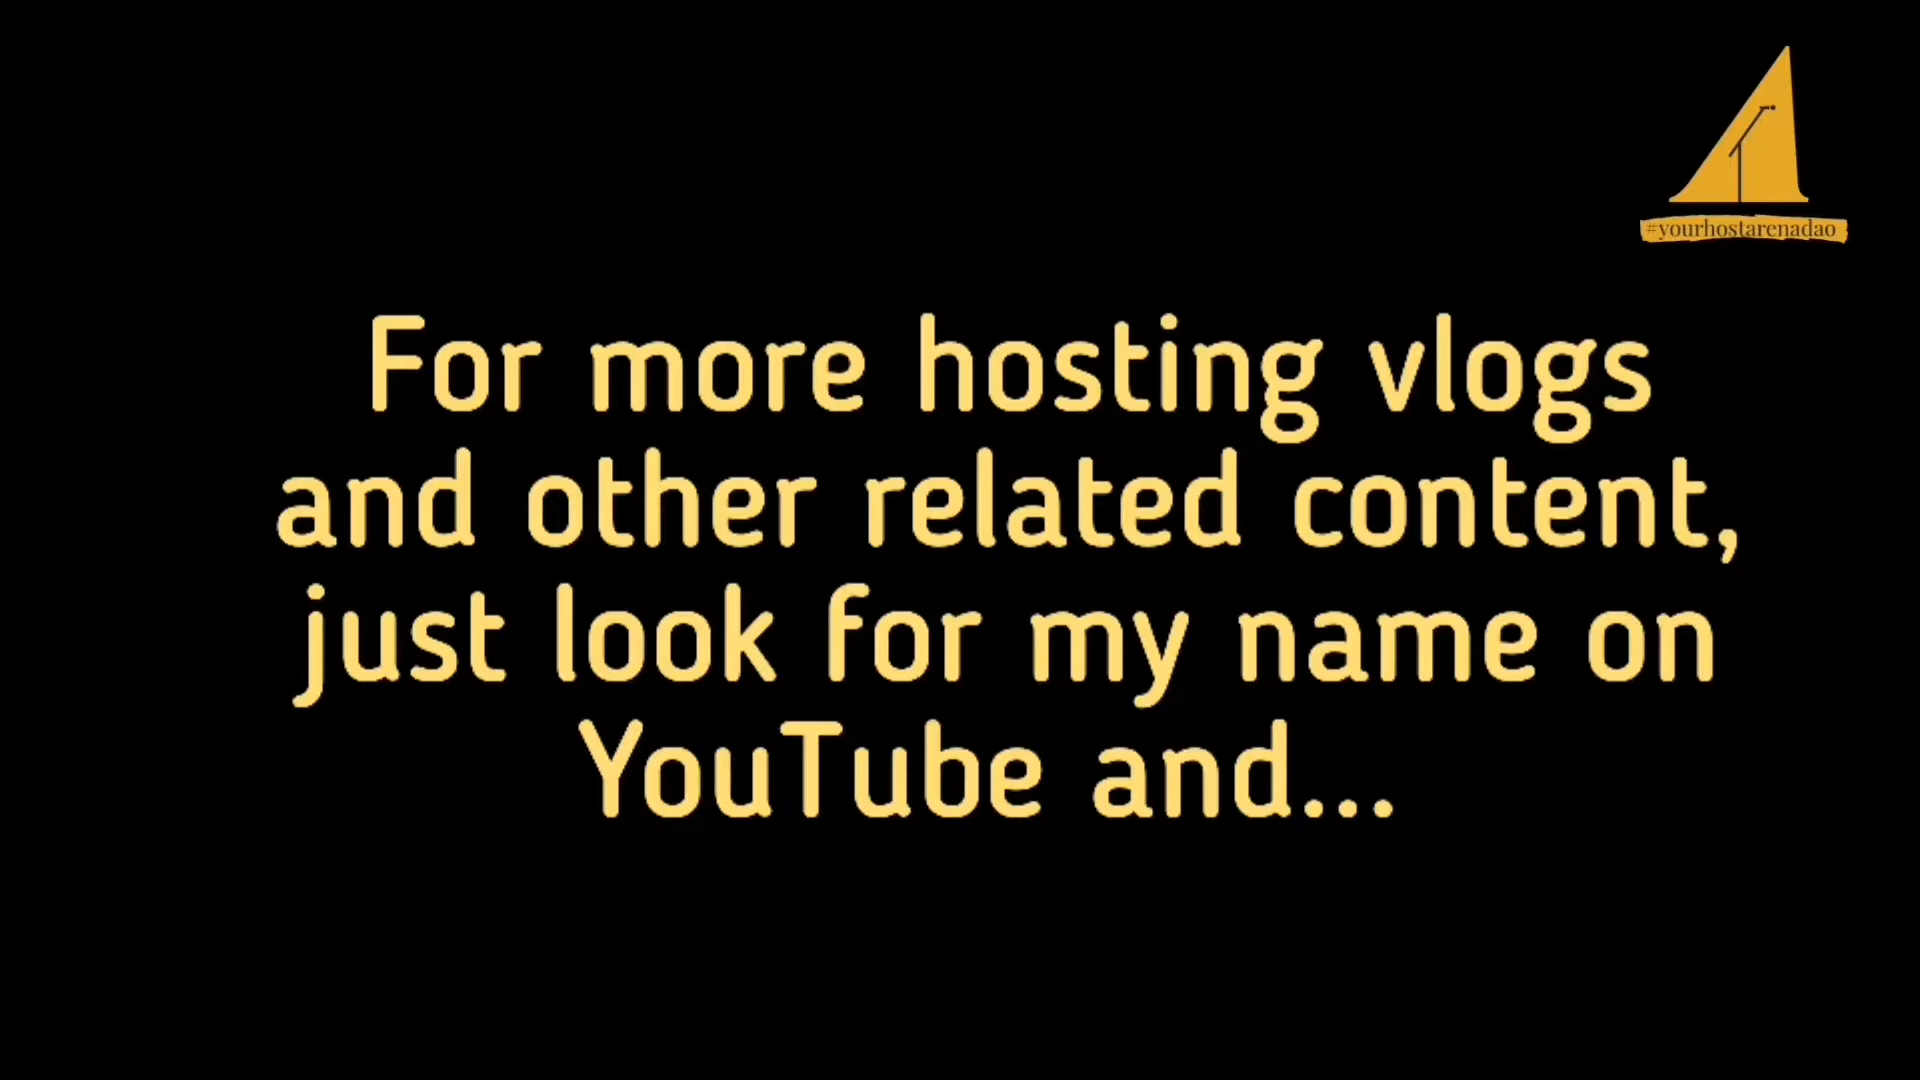 #yourhostarenadao
For more hosting vlogs
and other related content,
just look for my name on
YouTube and...